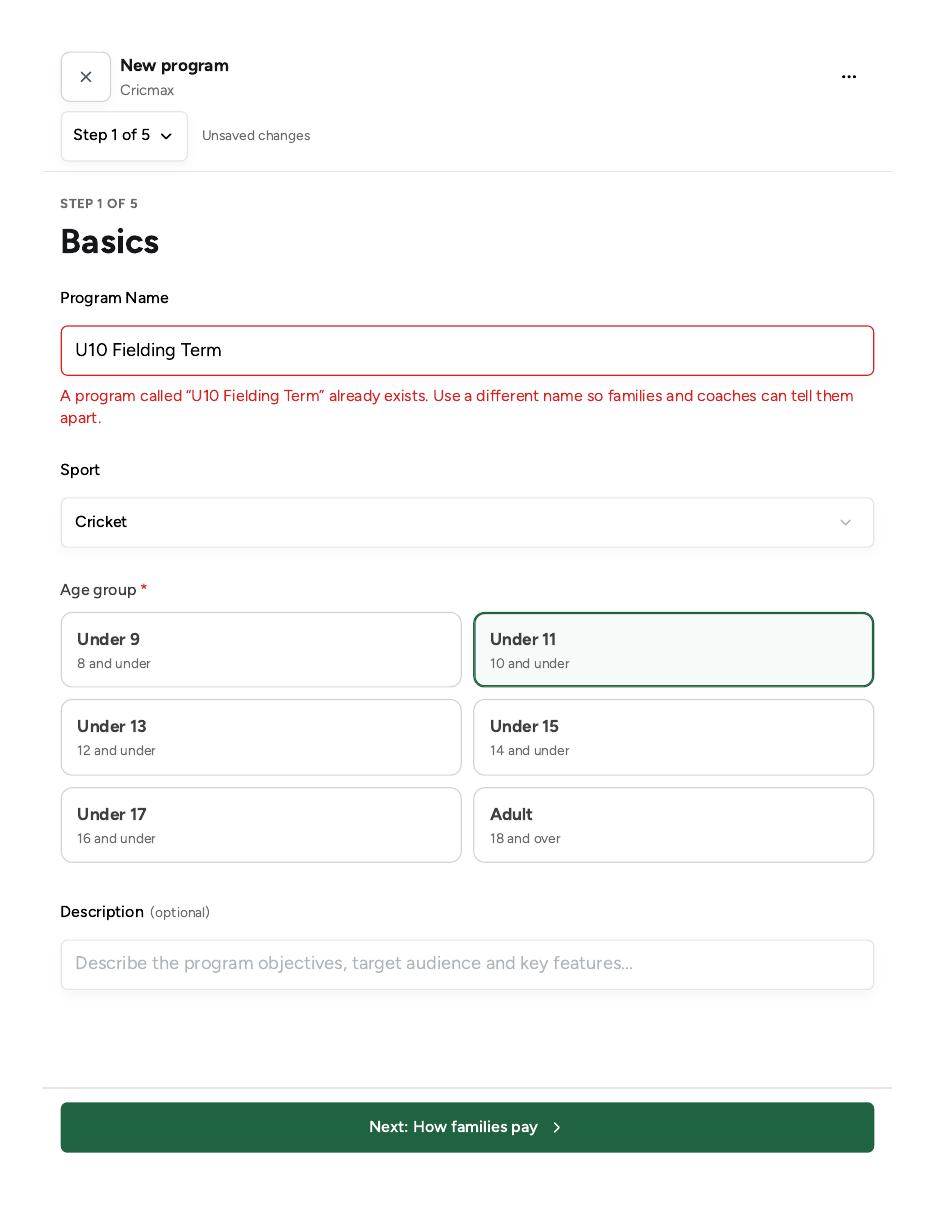 New program
Cricmax
Step 1 of 5
Unsaved changes
STEP 1 OF 5
Basics
Program Name
U10 Fielding Term
A program called “U10 Fielding Term” already exists. Use a different name so families and coaches can tell them
apart.
Sport
Cricket
Age group *
Under 9
8 and under
Under 11
10 and under
Under 13
12 and under
Under 15
14 and under
Under 17
16 and under
Adult
18 and over
Description (optional)
Describe the program objectives, target audience and key features...
Next: How families pay